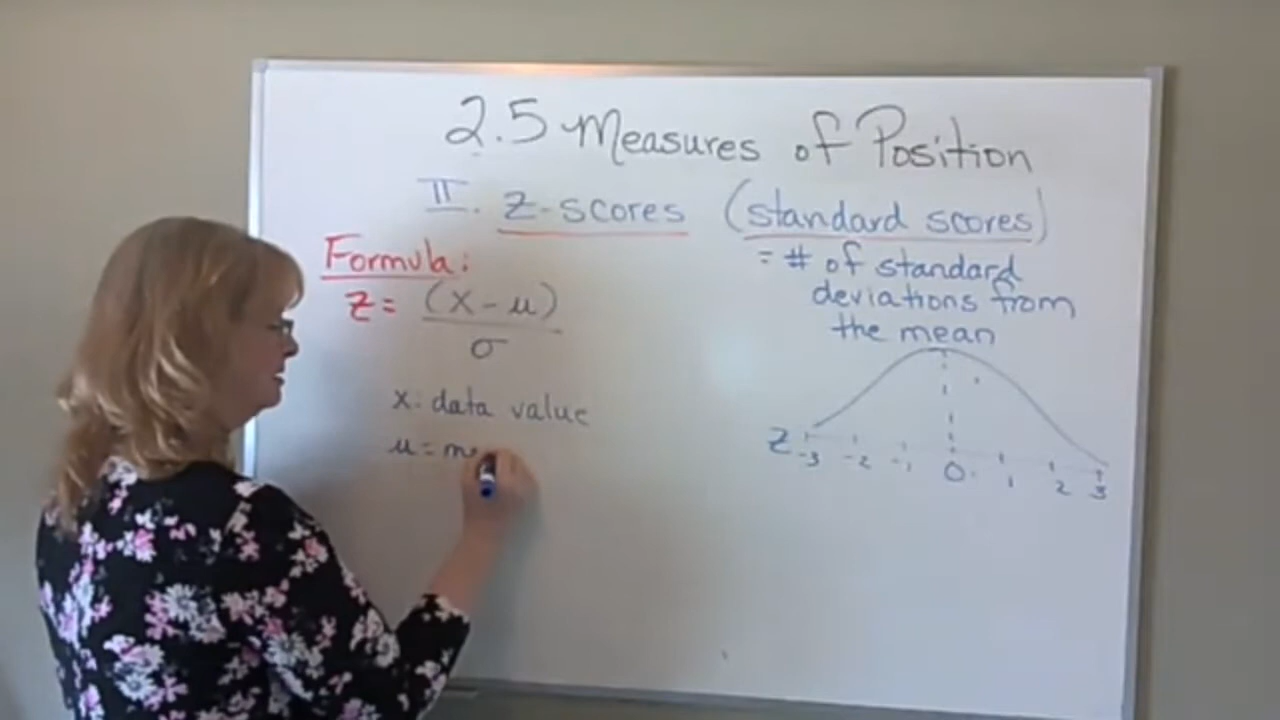 2.5 Measures of Position
II. z-scores (standard scores)
= # of standard
deviations from
the mean
Formula:
z = (x - μ)
σ
x: data value
μ = me
z -3 -2 -1 0 1 2 3